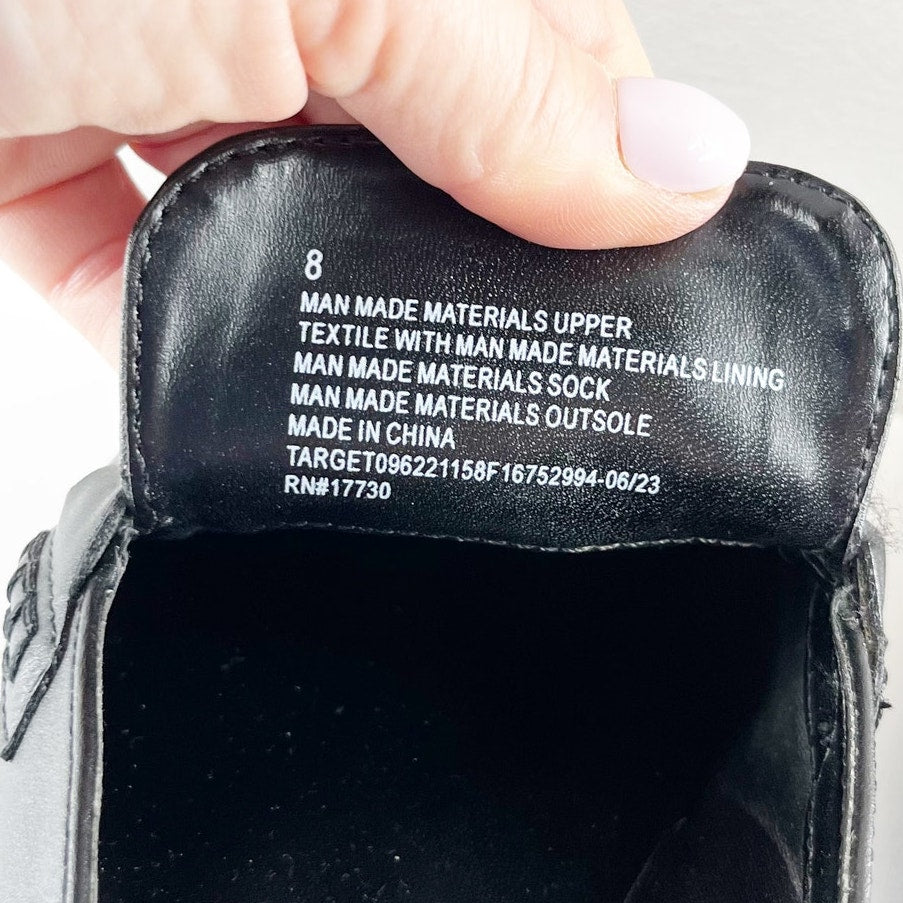 8
MAN MADE MATERIALS UPPER
TEXTILE WITH MAN MADE MATERIALS LINING
MAN MADE MATERIALS SOCK
MAN MADE MATERIALS OUTSOLE
MADE IN CHINA
TARGET096221158F16752994-06/23
RN#17730